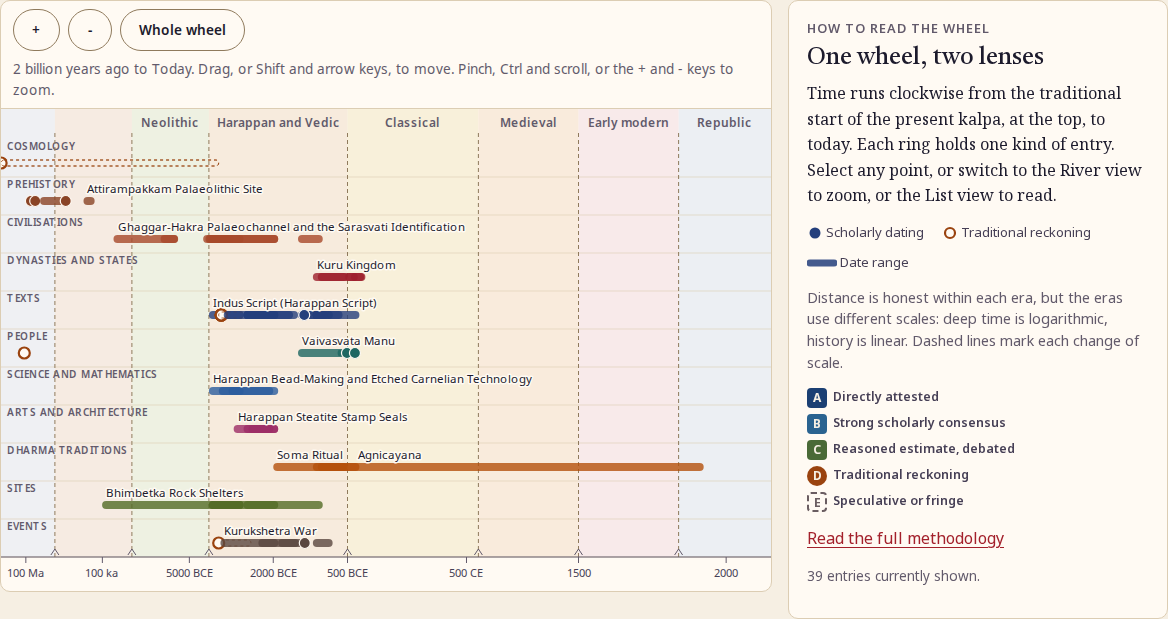 +
-
Whole wheel
2 billion years ago to Today. Drag, or Shift and arrow keys, to move. Pinch, Ctrl and scroll, or the + and - keys to
zoom.
Neolithic
Harappan and Vedic
Classical
Medieval
Early modern
Republic
COSMOLOGY
PREHISTORY
Attirampakkam Palaeolithic Site
CIVILISATIONS
Ghaggar-Hakra Palaeochannel and the Sarasvati Identification
DYNASTIES AND STATES
Kuru Kingdom
TEXTS
Indus Script (Harappan Script)
PEOPLE
Vaivasvata Manu
SCIENCE AND MATHEMATICS
Harappan Bead-Making and Etched Carnelian Technology
ARTS AND ARCHITECTURE
Harappan Steatite Stamp Seals
DHARMA TRADITIONS
Soma Ritual
Agnicayana
SITES
Bhimbetka Rock Shelters
EVENTS
Kurukshetra War
100 Ma
100 ka
5000 BCE
2000 BCE
500 BCE
500 CE
1500
2000
HOW TO READ THE WHEEL
One wheel, two lenses
Time runs clockwise from the traditional
start of the present kalpa, at the top, to
today. Each ring holds one kind of entry.
Select any point, or switch to the River view
to zoom, or the List view to read.
Scholarly dating
Traditional reckoning
Date range
Distance is honest within each era, but the eras
use different scales: deep time is logarithmic,
history is linear. Dashed lines mark each change of
scale.
A Directly attested
B Strong scholarly consensus
C Reasoned estimate, debated
D Traditional reckoning
E Speculative or fringe
Read the full methodology
39 entries currently shown.